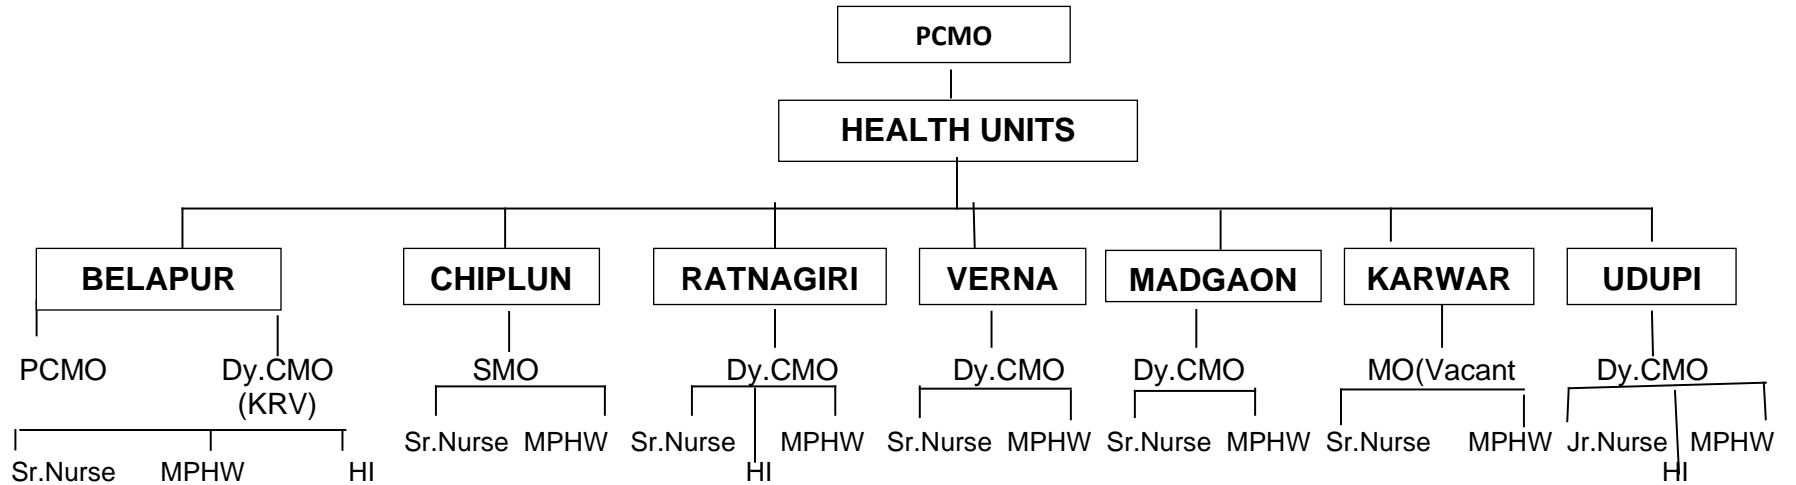 PCMO
HEALTH UNITS
BELAPUR CHIPLUN RATNAGIRI VERNA MADGAON KARWAR UDUPI
PCMO Dy.CMO SMO Dy.CMO Dy.CMO Dy.CMO MO(Vacant Dy.CMO
(KRV)
Sr.Nurse MPHW Sr.Nurse MPHW Sr.Nurse MPHW Sr.Nurse MPHW Sr.Nurse MPHW Jr.Nurse MPHW
Sr.Nurse MPHW HI HI HI